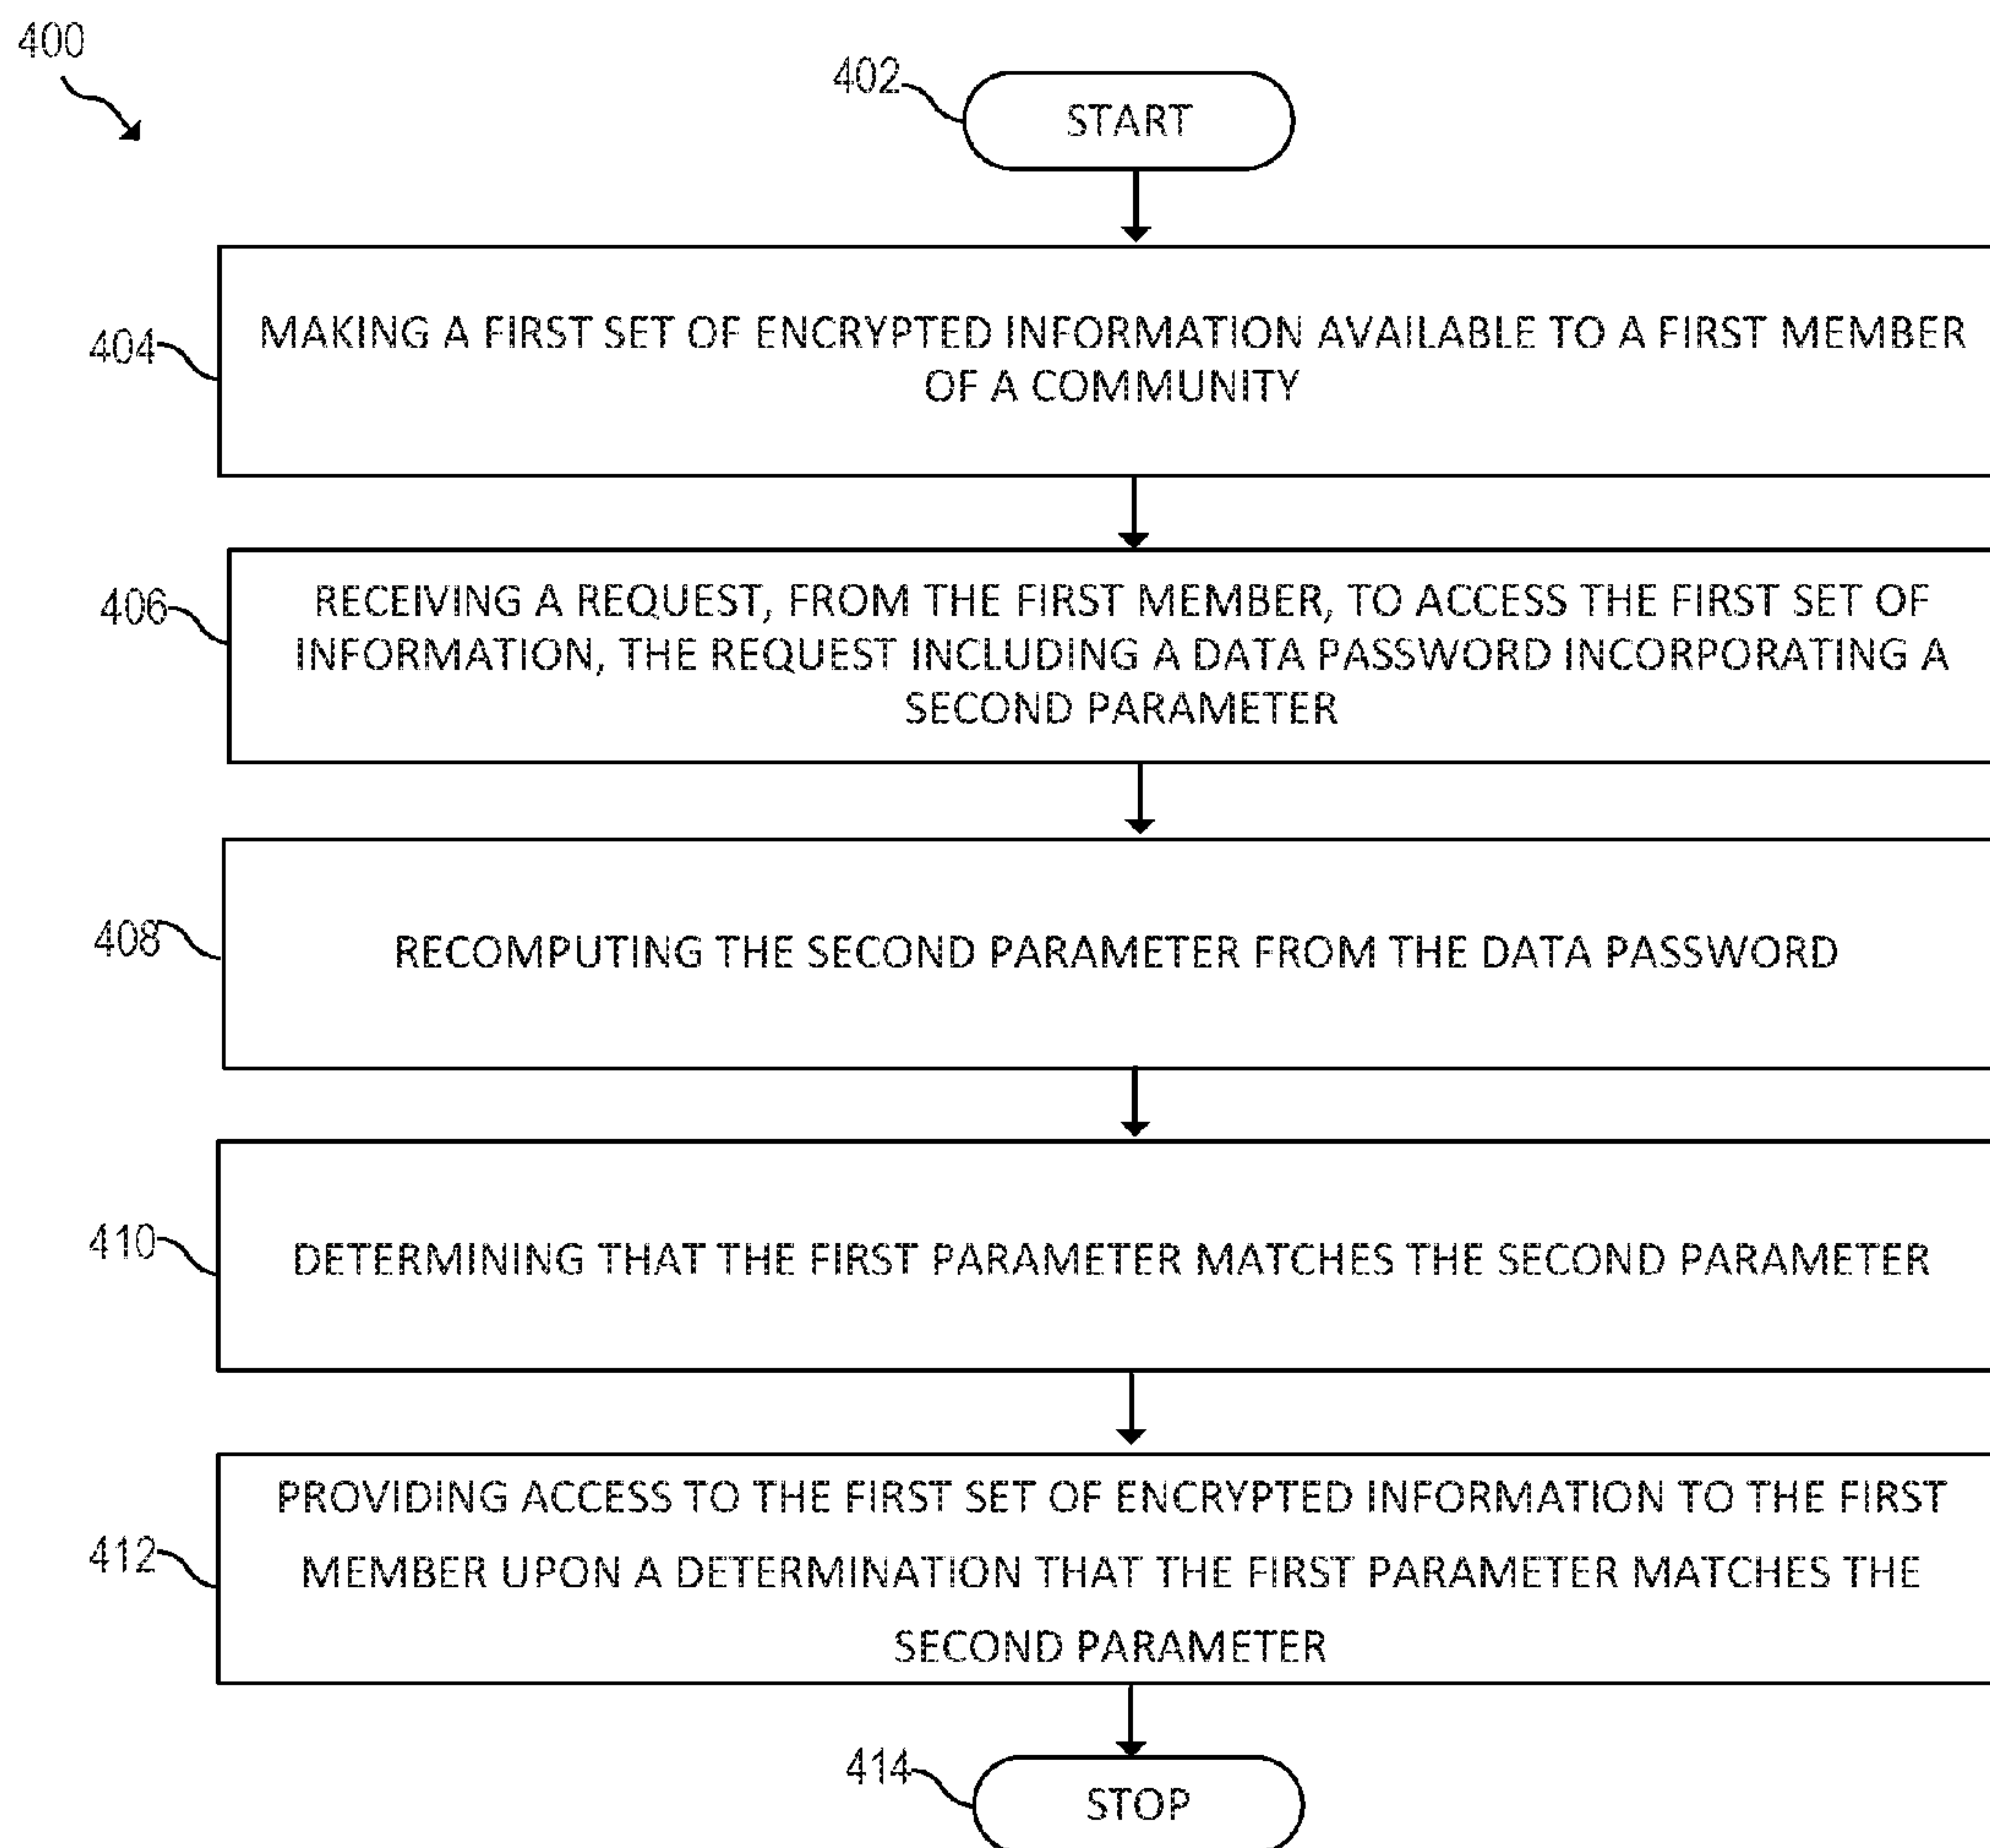 400
402
START
404
MAKING A FIRST SET OF ENCRYPTED INFORMATION AVAILABLE TO A FIRST MEMBER
OF A COMMUNITY
406
RECEIVING A REQUEST, FROM THE FIRST MEMBER, TO ACCESS THE FIRST SET OF
INFORMATION, THE REQUEST INCLUDING A DATA PASSWORD INCORPORATING A
SECOND PARAMETER
408
RECOMPUTING THE SECOND PARAMETER FROM THE DATA PASSWORD
410
DETERMINING THAT THE FIRST PARAMETER MATCHES THE SECOND PARAMETER
412
PROVIDING ACCESS TO THE FIRST SET OF ENCRYPTED INFORMATION TO THE FIRST
MEMBER UPON A DETERMINATION THAT THE FIRST PARAMETER MATCHES THE
SECOND PARAMETER
414
STOP